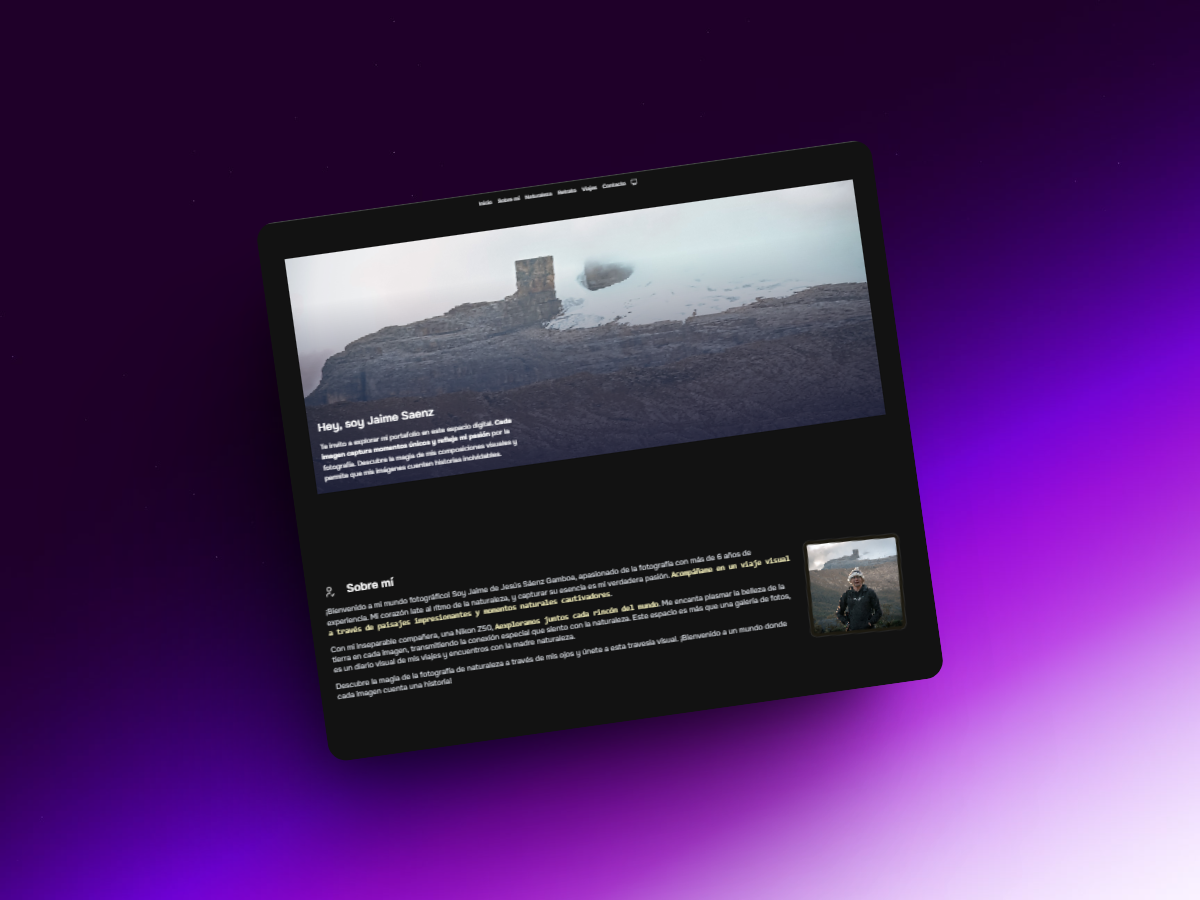 Inicio Sobre mí Naturaleza Retrato Viajes Contacto
Hey, soy Jaime Saenz
Te invito a explorar mi portafolio en este espacio digital. Cada
imagen captura momentos únicos y refleja mi pasión por la
fotografía. Descubre la magia de mis composiciones visuales y
permite que mis imágenes cuenten historias inolvidables.
Sobre mí
¡Bienvenido a mi mundo fotográfico! Soy Jaime de Jesús Sáenz Gamboa, apasionado de la fotografía con más de 6 años de
experiencia. Mi corazón late al ritmo de la naturaleza, y capturar su esencia es mi verdadera pasión. Acompáñame en un viaje visual
a través de paisajes impresionantes y momentos naturales cautivadores.
Con mi inseparable compañera, una Nikon Z50, Aexploramos juntos cada rincón del mundo. Me encanta plasmar la belleza de la
tierra en cada imagen, transmitiendo la conexión especial que siento con la naturaleza. Este espacio es más que una galería de fotos,
es un diario visual de mis viajes y encuentros con la madre naturaleza.
Descubre la magia de la fotografía de naturaleza a través de mis ojos y únete a esta travesía visual. ¡Bienvenido a un mundo donde
cada imagen cuenta una historia!